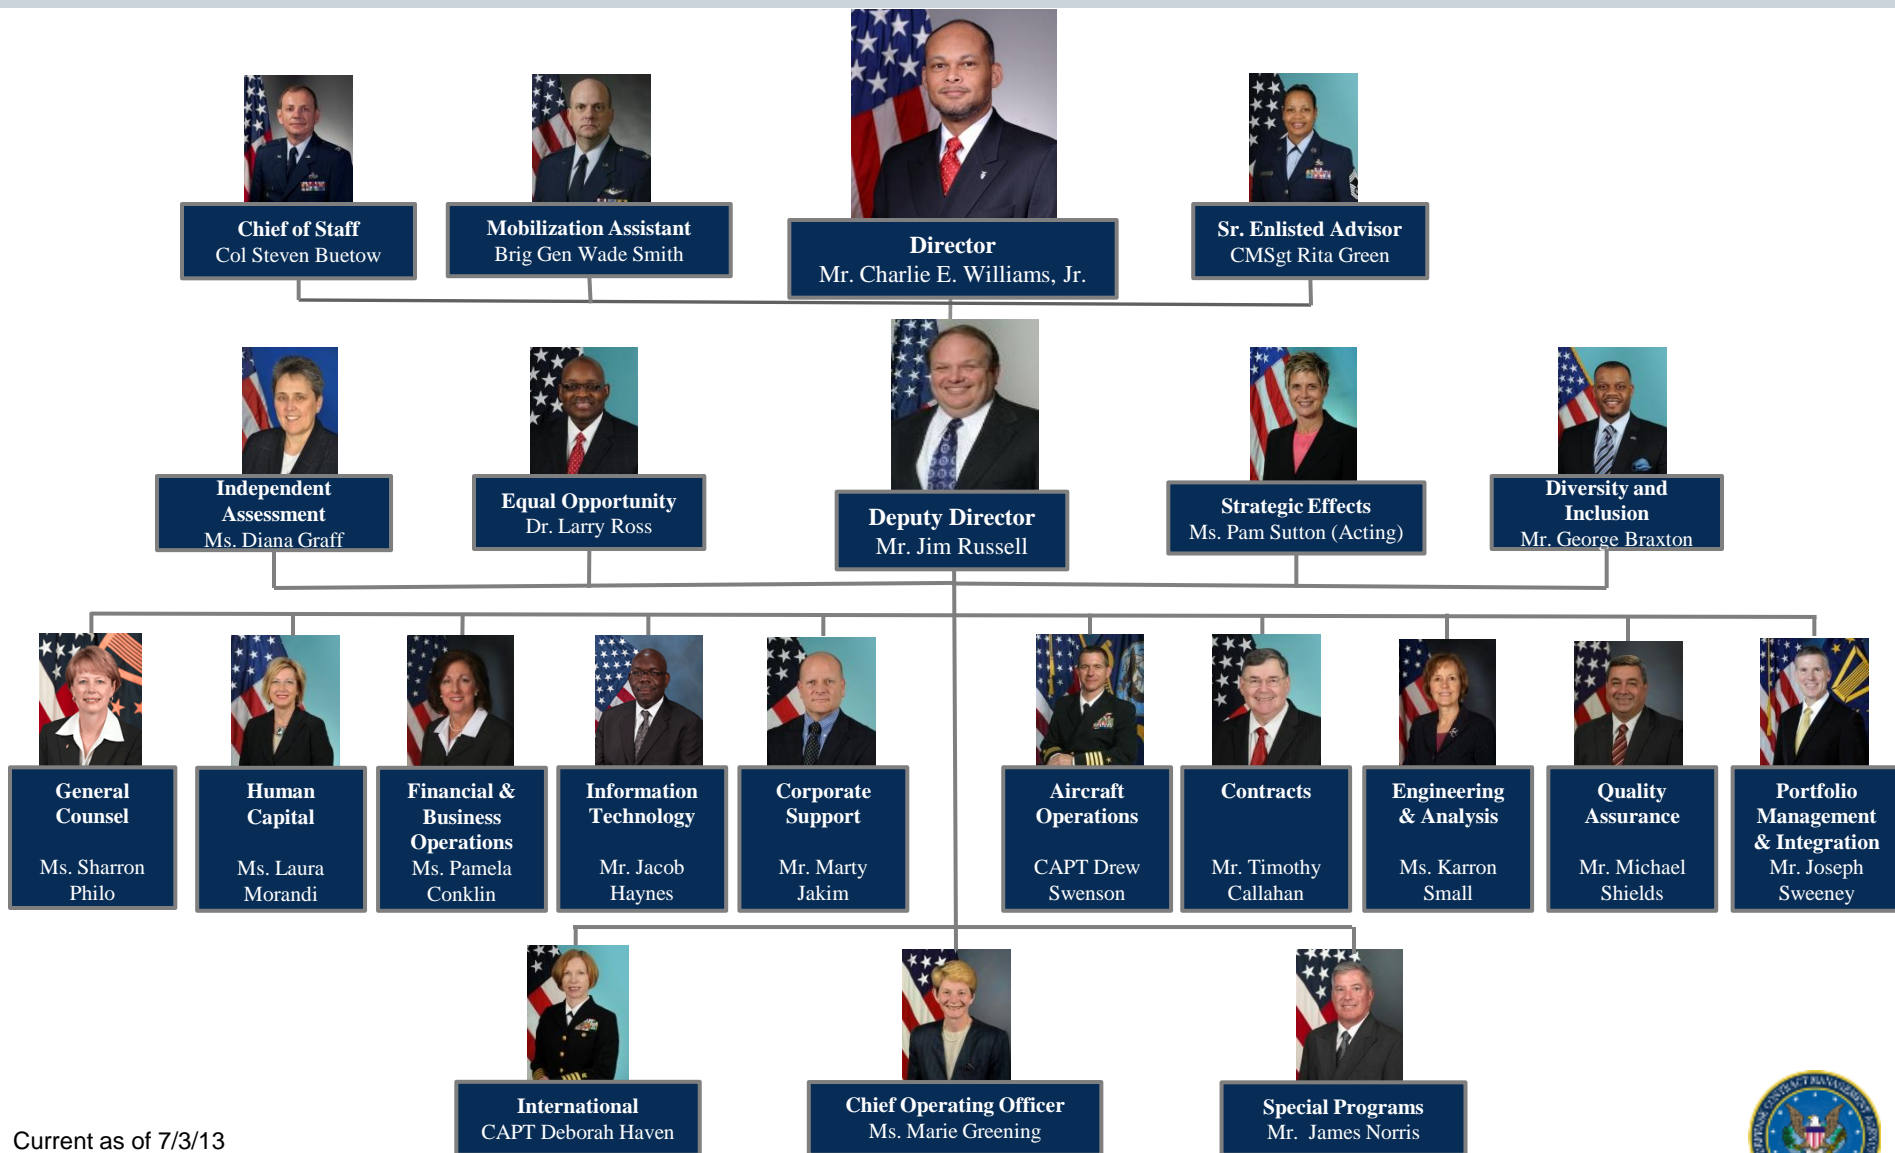 Chief of Staff
Col Steven Buetow
Mobilization Assistant
Brig Gen Wade Smith
Director
Mr. Charlie E. Williams, Jr.
Sr. Enlisted Advisor
CMSgt Rita Green
Independent
Assessment
Ms. Diana Graff
Equal Opportunity
Dr. Larry Ross
Deputy Director
Mr. Jim Russell
Strategic Effects
Ms. Pam Sutton (Acting)
Diversity and
Inclusion
Mr. George Braxton
General
Counsel
Ms. Sharron
Philo
Human
Capital
Ms. Laura
Morandi
Financial &
Business
Operations
Ms. Pamela
Conklin
Information
Technology
Mr. Jacob
Haynes
Corporate
Support
Mr. Marty
Jakim
Aircraft
Operations
CAPT Drew
Swenson
Contracts
Mr. Timothy
Callahan
Engineering
& Analysis
Ms. Karron
Small
Quality
Assurance
Mr. Michael
Shields
Portfolio
Management
& Integration
Mr. Joseph
Sweeney
International
CAPT Deborah Haven
Chief Operating Officer
Ms. Marie Greening
Special Programs
Mr. James Norris
Current as of 7/3/13
CONTRACT MANAGEMENT